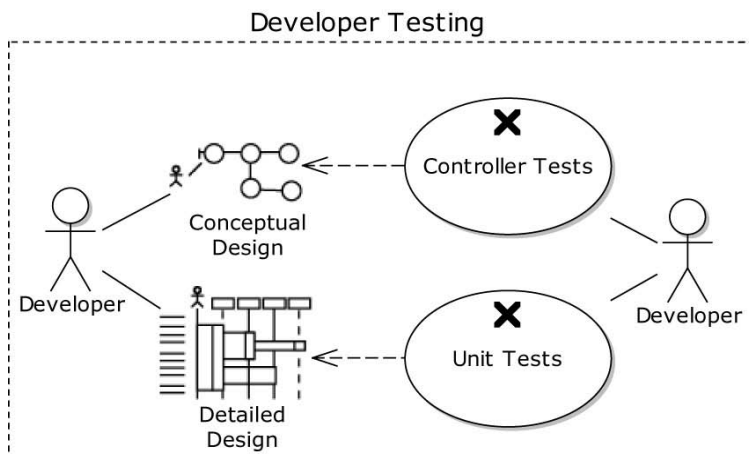 Developer Testing
Controller Tests
Conceptual
Design
Developer
Developer
Unit Tests
Detailed
Design